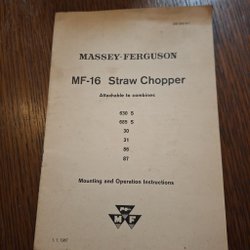 MASSEY-FERGUSON
MF-16 Straw Chopper
Attachable to combines
630 S
685 S
30
31
86
87
Mounting and Operation Instructions
MF